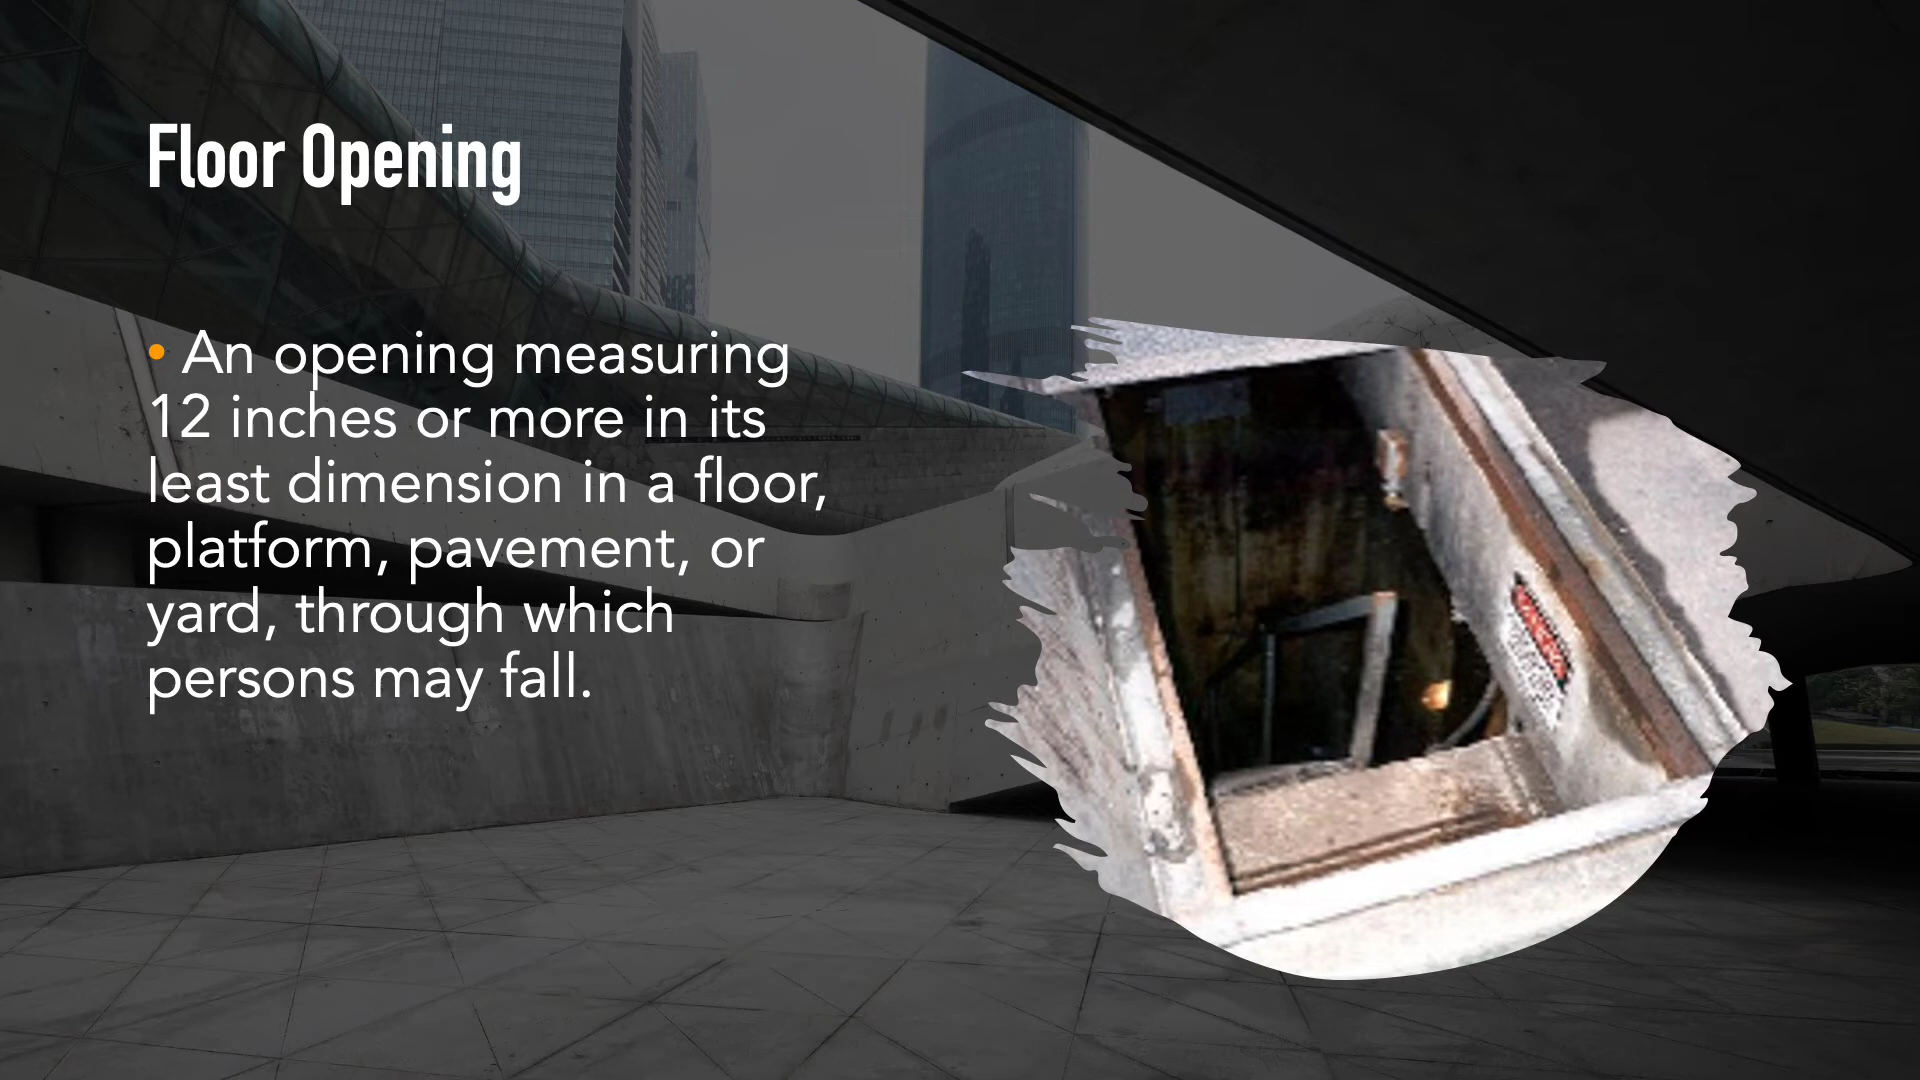 Floor Opening
• An opening measuring
12 inches or more in its
least dimension in a floor,
platform, pavement, or
yard, through which
persons may fall.